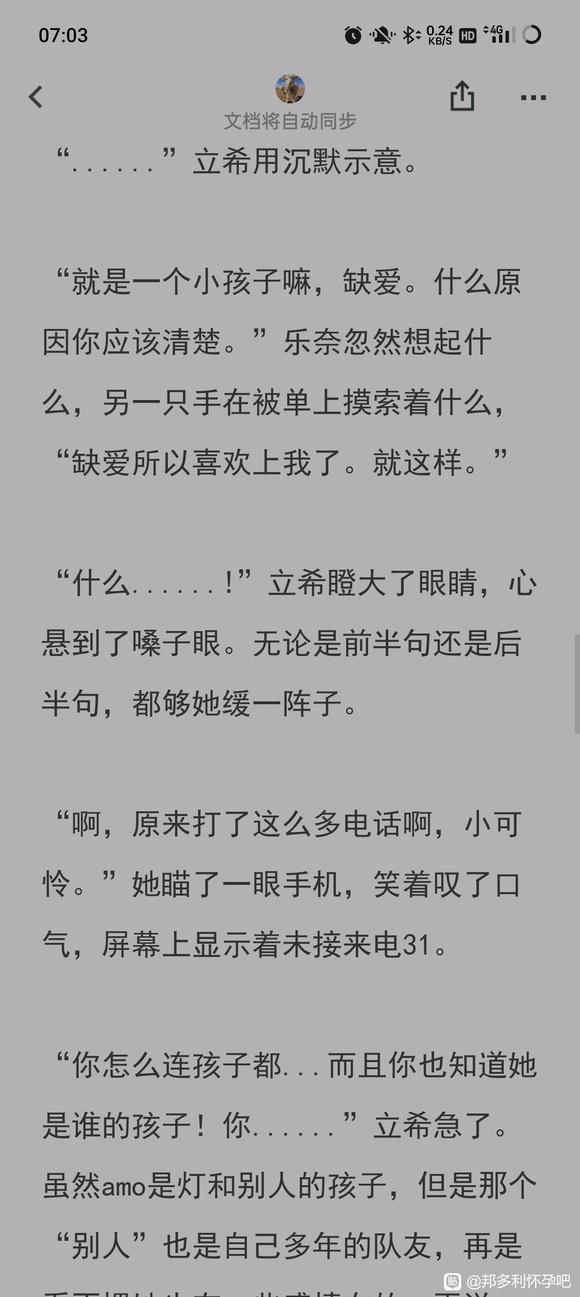 07:03
0.24
KB/S
HD
4G
文档将自动同步
“......”立希用沉默示意。
“就是一个小孩子嘛，缺爱。什么原
因你应该清楚。”乐奈忽然想起什
么，另一只手在被单上摸索着什么，
“缺爱所以喜欢上我了。就这样。”
“什么......!”立希瞪大了眼睛，心
悬到了嗓子眼。无论是前半句还是后
半句，都够她缓一阵子。
“啊，原来打了这么多电话啊，小可
怜。”她瞄了一眼手机，笑着叹了口
气，屏幕上显示着未接来电31。
“你怎么连孩子都...而且你也知道她
是谁的孩子！你......”立希急了。
虽然amo是灯和别人的孩子，但是那个
“别人”也是自己多年的队友，再是
贴 @邦多利怀孕吧